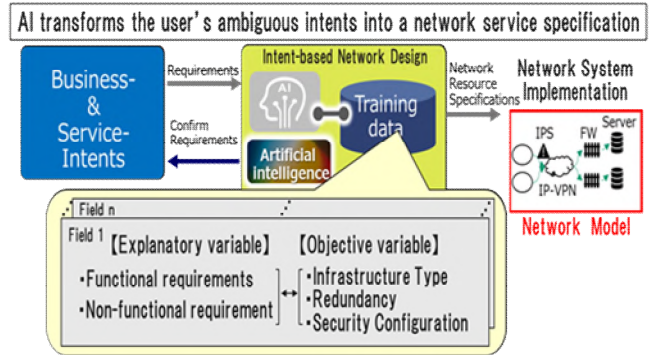 AI transforms the user's ambiguous intents into a network service specification
Business-
&
Service-
Intents
Requirements
Confirm
Requirements
Intent-based Network Design
AI
Training
data
Artificial
intelligence
Network
Resource
Specifications
Network System
Implementation
IPS
FW
Server
IP-VPN
Network Model
Field n
Field 1
【Explanatory variable】 【Objective variable】
・Functional requirements
・Non-functional requirement
↔
・Infrastructure Type
・Redundancy
・Security Configuration